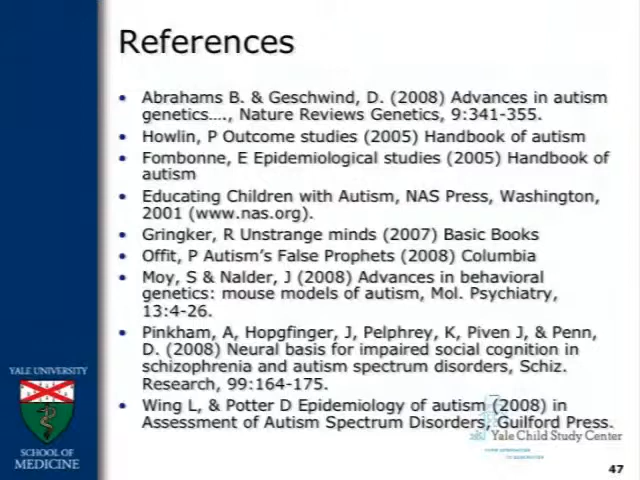 References
• Abrahams B. & Geschwind, D. (2008) Advances in autism
genetics…., Nature Reviews Genetics, 9:341-355.
• Howlin, P Outcome studies (2005) Handbook of autism
• Fombonne, E Epidemiological studies (2005) Handbook of
autism
• Educating Children with Autism, NAS Press, Washington,
2001 (www.nas.org).
• Gringker, R Unstrange minds (2007) Basic Books
• Offit, P Autism's False Prophets (2008) Columbia
• Moy, S & Nalder, J (2008) Advances in behavioral
genetics: mouse models of autism, Mol. Psychiatry,
13:4-26.
• Pinkham, A, Hopgfinger, J, Pelphrey, K, Piven J, & Penn,
D. (2008) Neural basis for impaired social cognition in
schizophrenia and autism spectrum disorders, Schiz.
Research, 99:164-175.
• Wing L, & Potter D Epidemiology of autism (2008) in
Assessment of Autism Spectrum Disorders, Guilford Press.
YALE UNIVERSITY
SCHOOL OF
MEDICINE
Yale Child Study Center
47